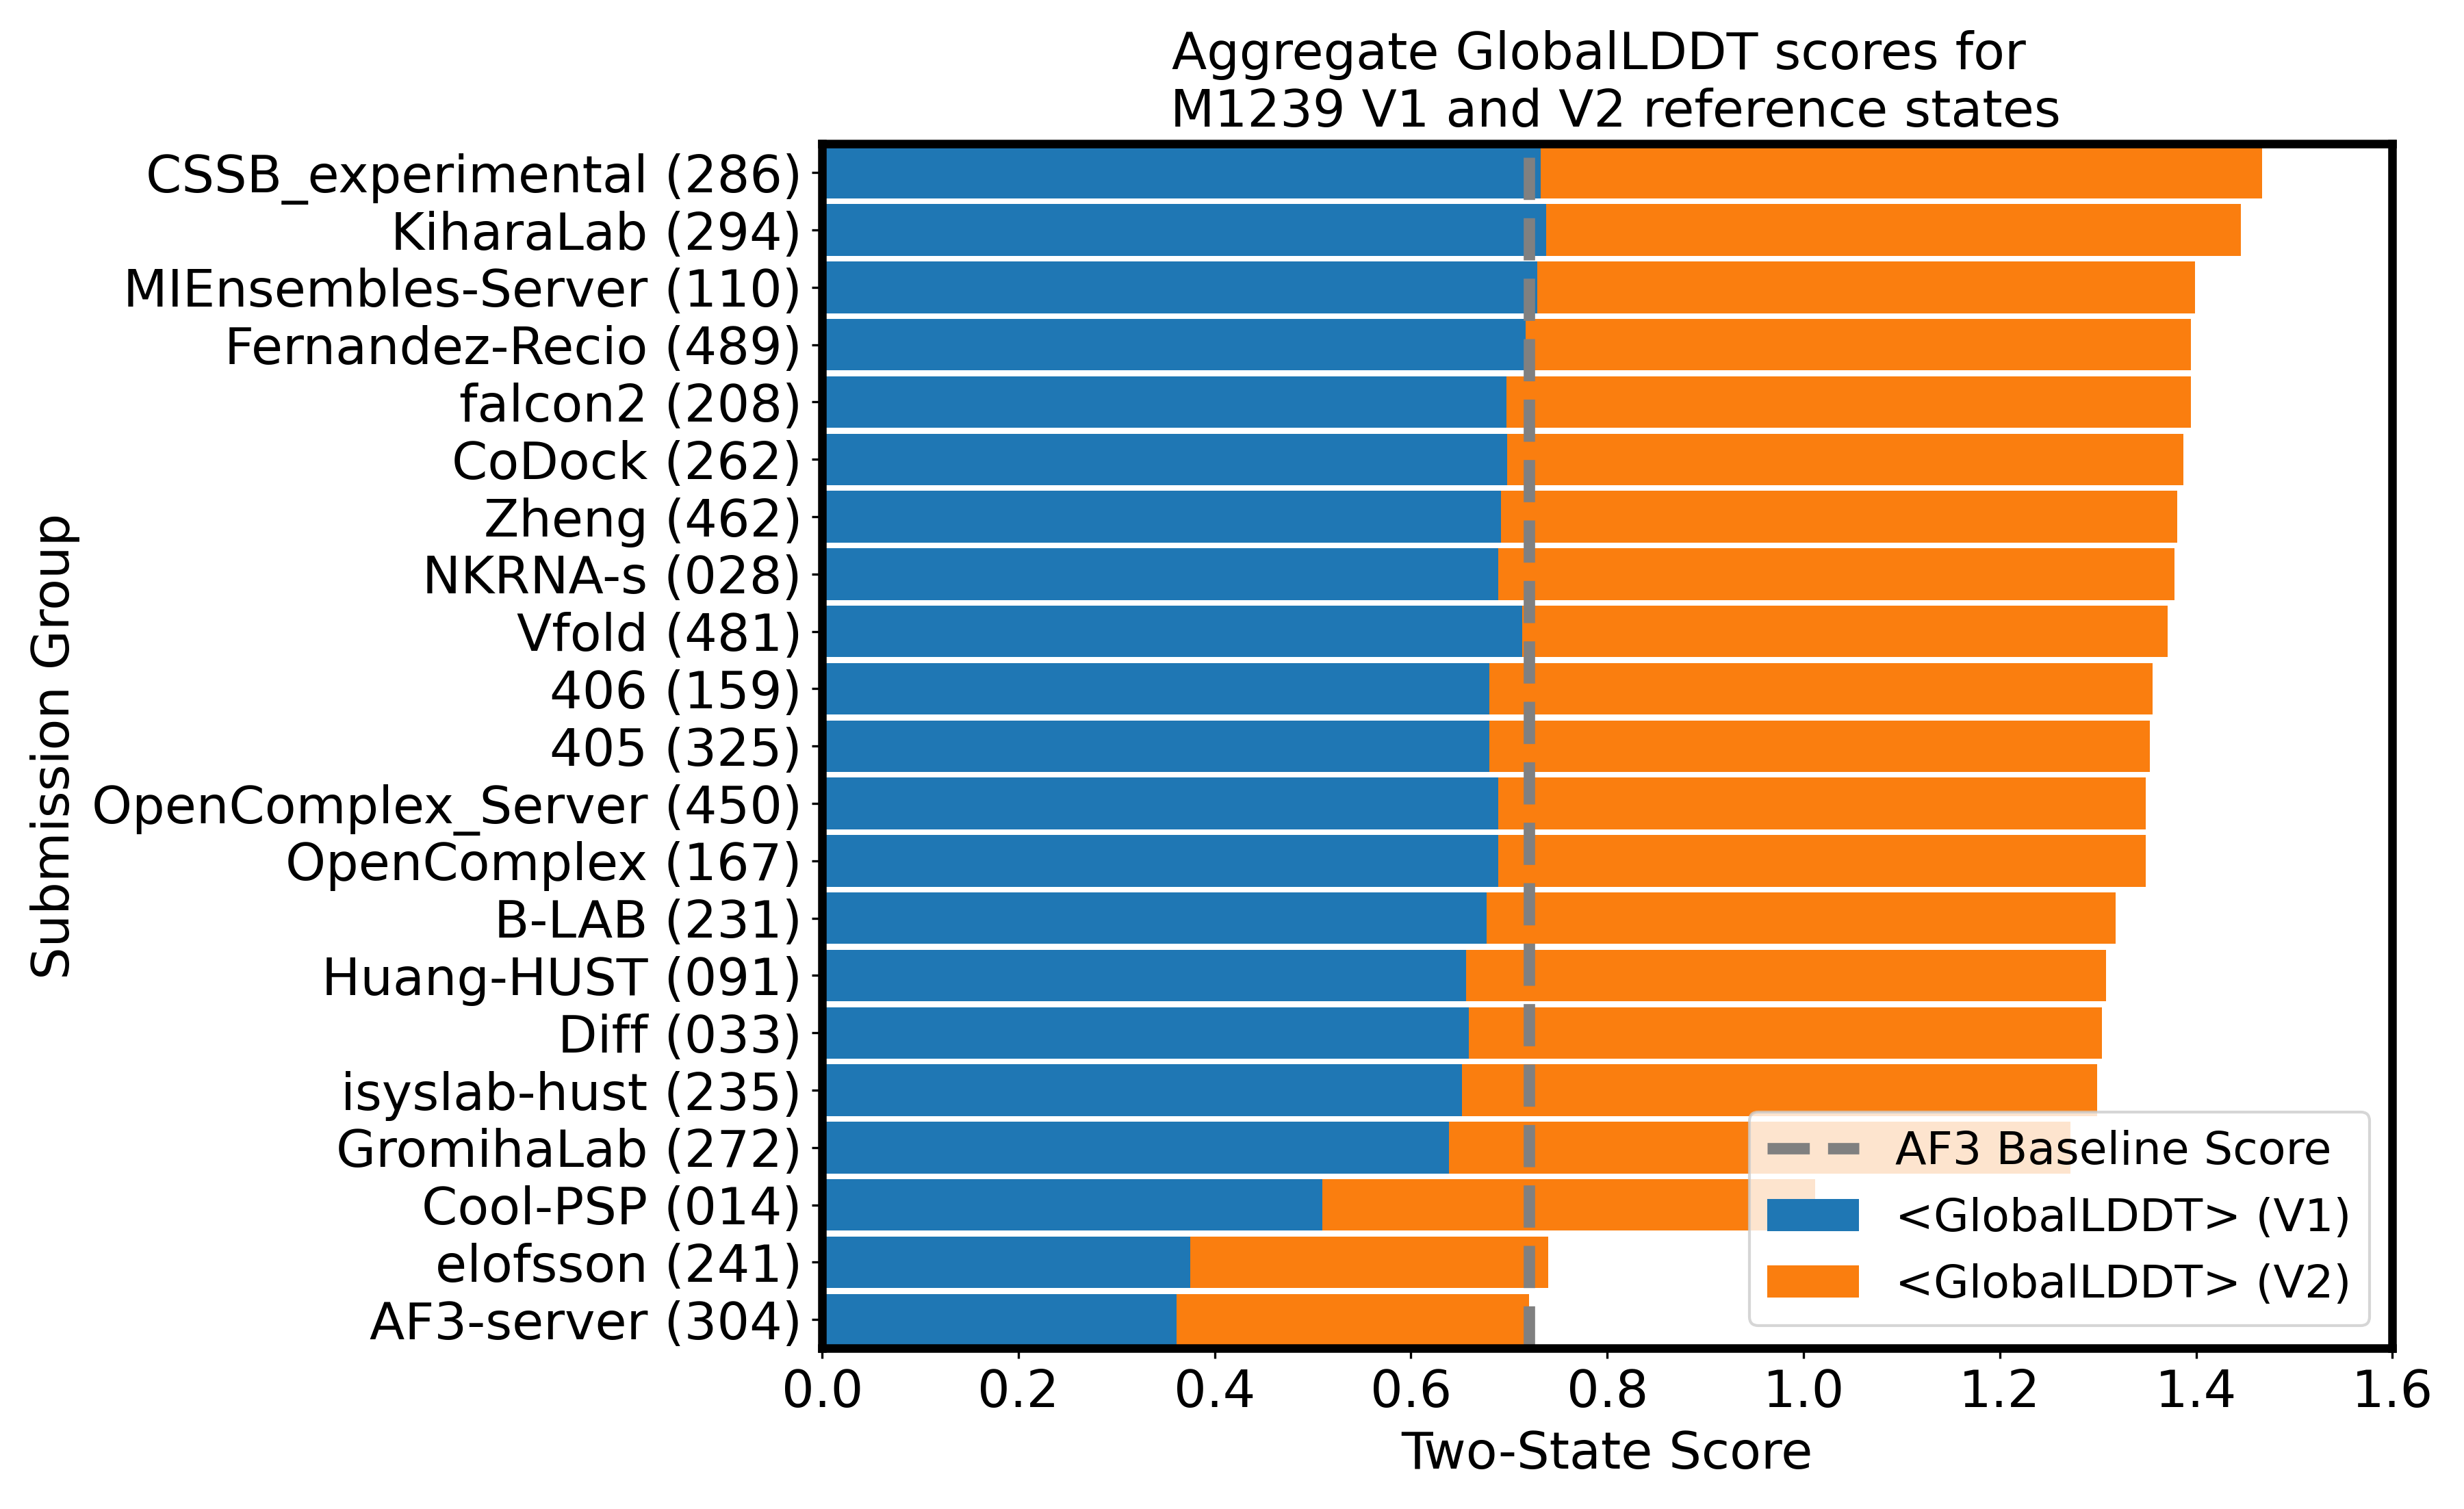 Aggregate GlobalLDDT scores for
M1239 V1 and V2 reference states
Submission Group
CSSB_experimental (286)
KiharaLab (294)
MIEnsembles-Server (110)
Fernandez-Recio (489)
falcon2 (208)
CoDock (262)
Zheng (462)
NKRNA-s (028)
Vfold (481)
406 (159)
405 (325)
OpenComplex_Server (450)
OpenComplex (167)
B-LAB (231)
Huang-HUST (091)
Diff (033)
isyslab-hust (235)
GromihaLab (272)
Cool-PSP (014)
elofsson (241)
AF3-server (304)
AF3 Baseline Score
<GlobalLDDT> (V1)
<GlobalLDDT> (V2)
0.0 0.2 0.4 0.6 0.8 1.0 1.2 1.4 1.6
Two-State Score